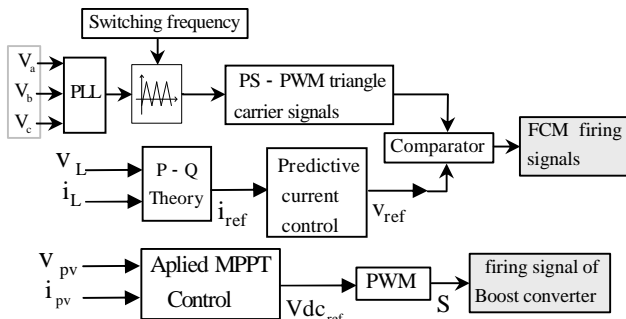 Switching frequency
V a
V b
V c
PLL
PS - PWM triangle
carrier signals
Comparator
FCM firing
signals
v L
i L
P - Q
Theory
i ref
Predictive
current
control
v ref
v pv
i pv
Aplied MPPT
Control
Vdc ref
PWM
S
firing signal of
Boost converter